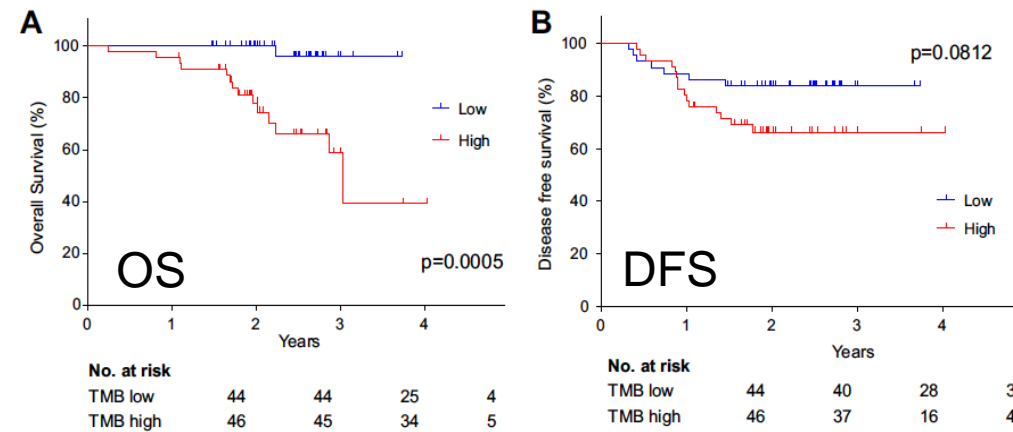 A
Overall Survival (%)
100
80
60
40
20
0
0 1 2 3 4
Years
Low
High
OS
p=0.0005
No. at risk
TMB low 44 44 25 4
TMB high 46 45 34 5
B
Disease free survival (%)
100
80
60
40
20
0
0 1 2 3 4
Years
p=0.0812
Low
High
DFS
No. at risk
TMB low 44 40 28 3
TMB high 46 37 16 4